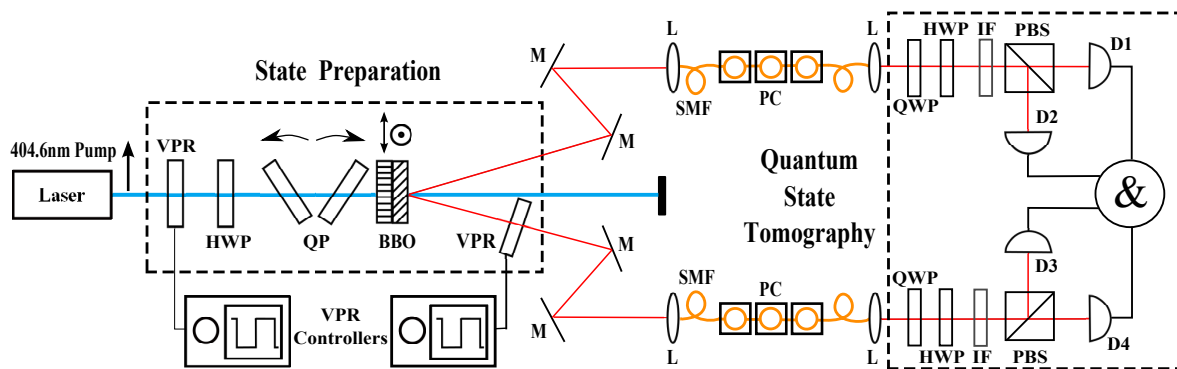 State Preparation
404.6nm Pump
Laser
VPR
HWP
QP
BBO
VPR
VPR
Controllers
M
M
M
M
L
SMF
PC
L
Quantum
State
Tomography
L
SMF
PC
L
QWP
HWP
IF
PBS
D1
D2
&
D3
D4
QWP
HWP
IF
PBS